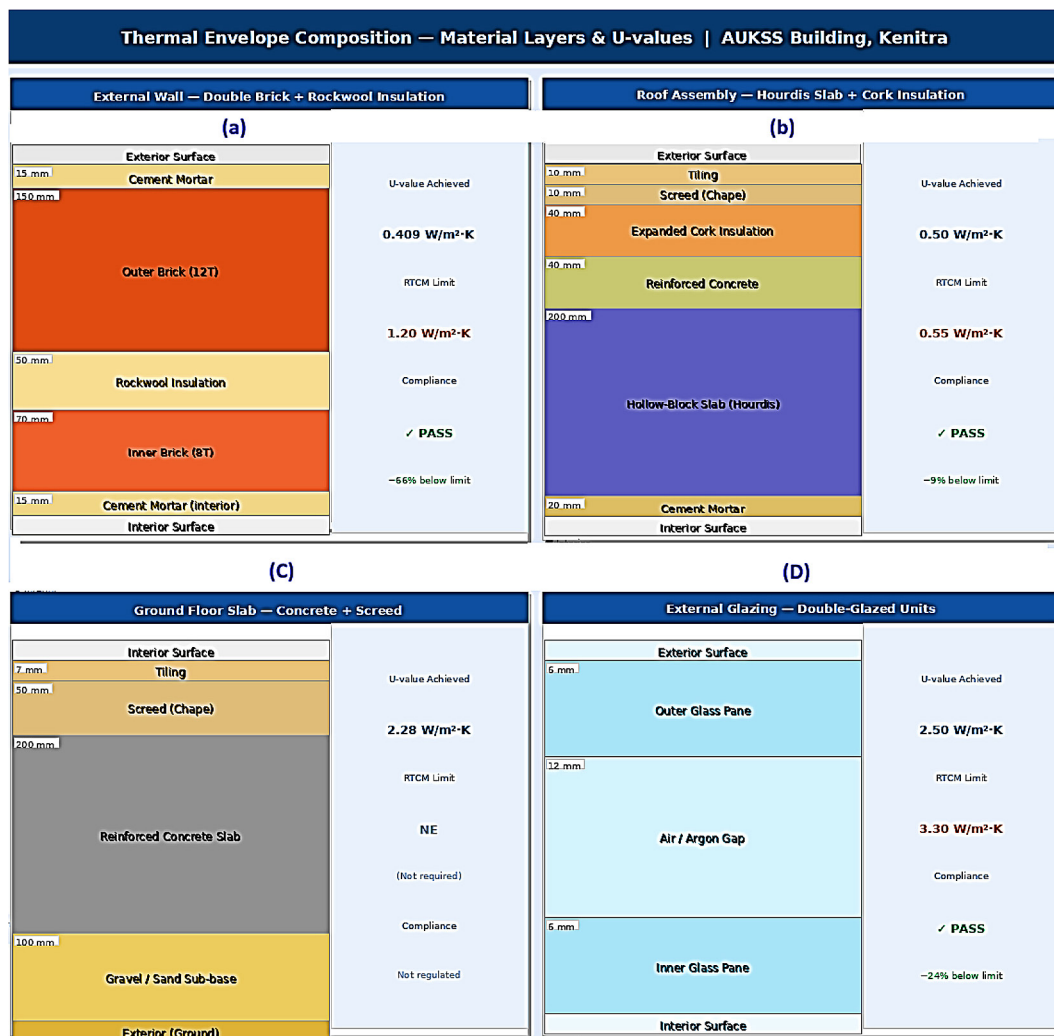 Thermal Envelope Composition — Material Layers & U-values | AUKSS Building, Kenitra
External Wall — Double Brick + Rockwool Insulation
(a)
Exterior Surface
15 mm
Cement Mortar
150 mm
Outer Brick (12T)
50 mm
Rockwool Insulation
70 mm
Inner Brick (8T)
15 mm
Cement Mortar (interior)
Interior Surface
U-value Achieved
0.409 W/m²·K
RTCM Limit
1.20 W/m²·K
Compliance
✓ PASS
−66% below limit
Roof Assembly — Hourdis Slab + Cork Insulation
(b)
Exterior Surface
10 mm
Tiling
10 mm
Screed (Chape)
40 mm
Expanded Cork Insulation
40 mm
Reinforced Concrete
200 mm
Hollow-Block Slab (Hourdis)
20 mm
Cement Mortar
Interior Surface
U-value Achieved
0.50 W/m²·K
RTCM Limit
0.55 W/m²·K
Compliance
✓ PASS
−9% below limit
(C)
Ground Floor Slab — Concrete + Screed
Interior Surface
7 mm
Tiling
50 mm
Screed (Chape)
200 mm
Reinforced Concrete Slab
100 mm
Gravel / Sand Sub-base
Exterior (Ground)
U-value Achieved
2.28 W/m²·K
RTCM Limit
NE
(Not required)
Compliance
Not regulated
(D)
External Glazing — Double-Glazed Units
Exterior Surface
6 mm
Outer Glass Pane
12 mm
Air / Argon Gap
6 mm
Inner Glass Pane
Interior Surface
U-value Achieved
2.50 W/m²·K
RTCM Limit
3.30 W/m²·K
Compliance
✓ PASS
−24% below limit